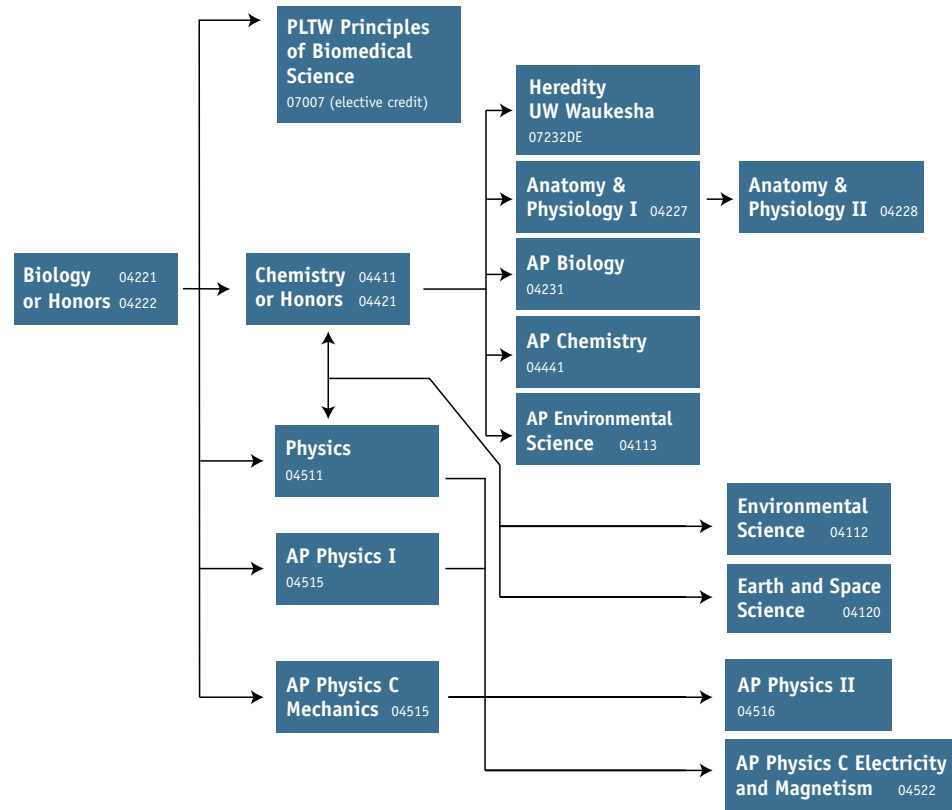 PLTW Principles
of Biomedical
Science
07007 (elective credit)
Heredity
UW Waukesha
07232DE
Anatomy &
Physiology I 04227
Anatomy &
Physiology II 04228
Biology 04221
or Honors 04222
Chemistry 04411
or Honors 04421
AP Biology
04231
AP Chemistry
04441
AP Environmental
Science 04113
Physics
04511
Environmental
Science 04112
AP Physics I
04515
Earth and Space
Science 04120
AP Physics C
Mechanics 04515
AP Physics II
04516
AP Physics C Electricity
and Magnetism 04522